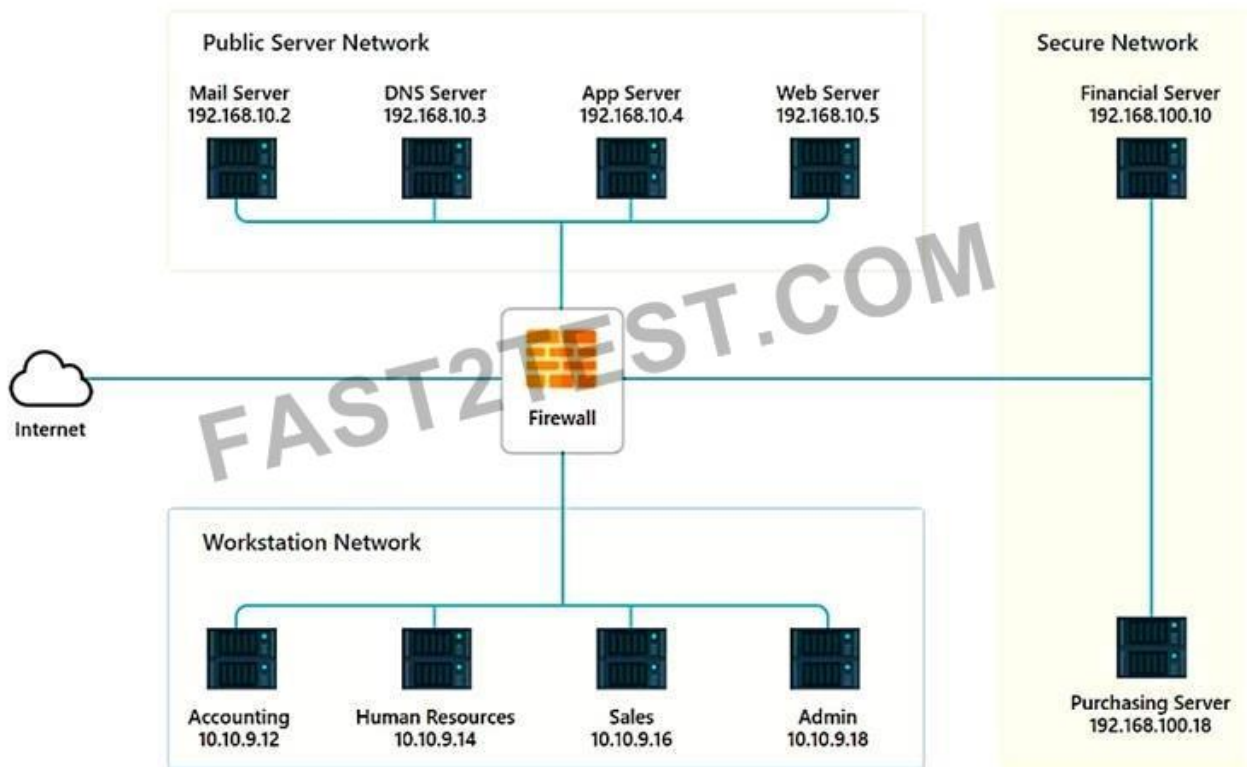 Public Server Network
Secure Network
Mail Server
192.168.10.2
DNS Server
192.168.10.3
App Server
192.168.10.4
Web Server
192.168.10.5
Financial Server
192.168.100.10
FAST2TEST.COM
Internet
Firewall
Workstation Network
Accounting
10.10.9.12
Human Resources
10.10.9.14
Sales
10.10.9.16
Admin
10.10.9.18
Purchasing Server
192.168.100.18